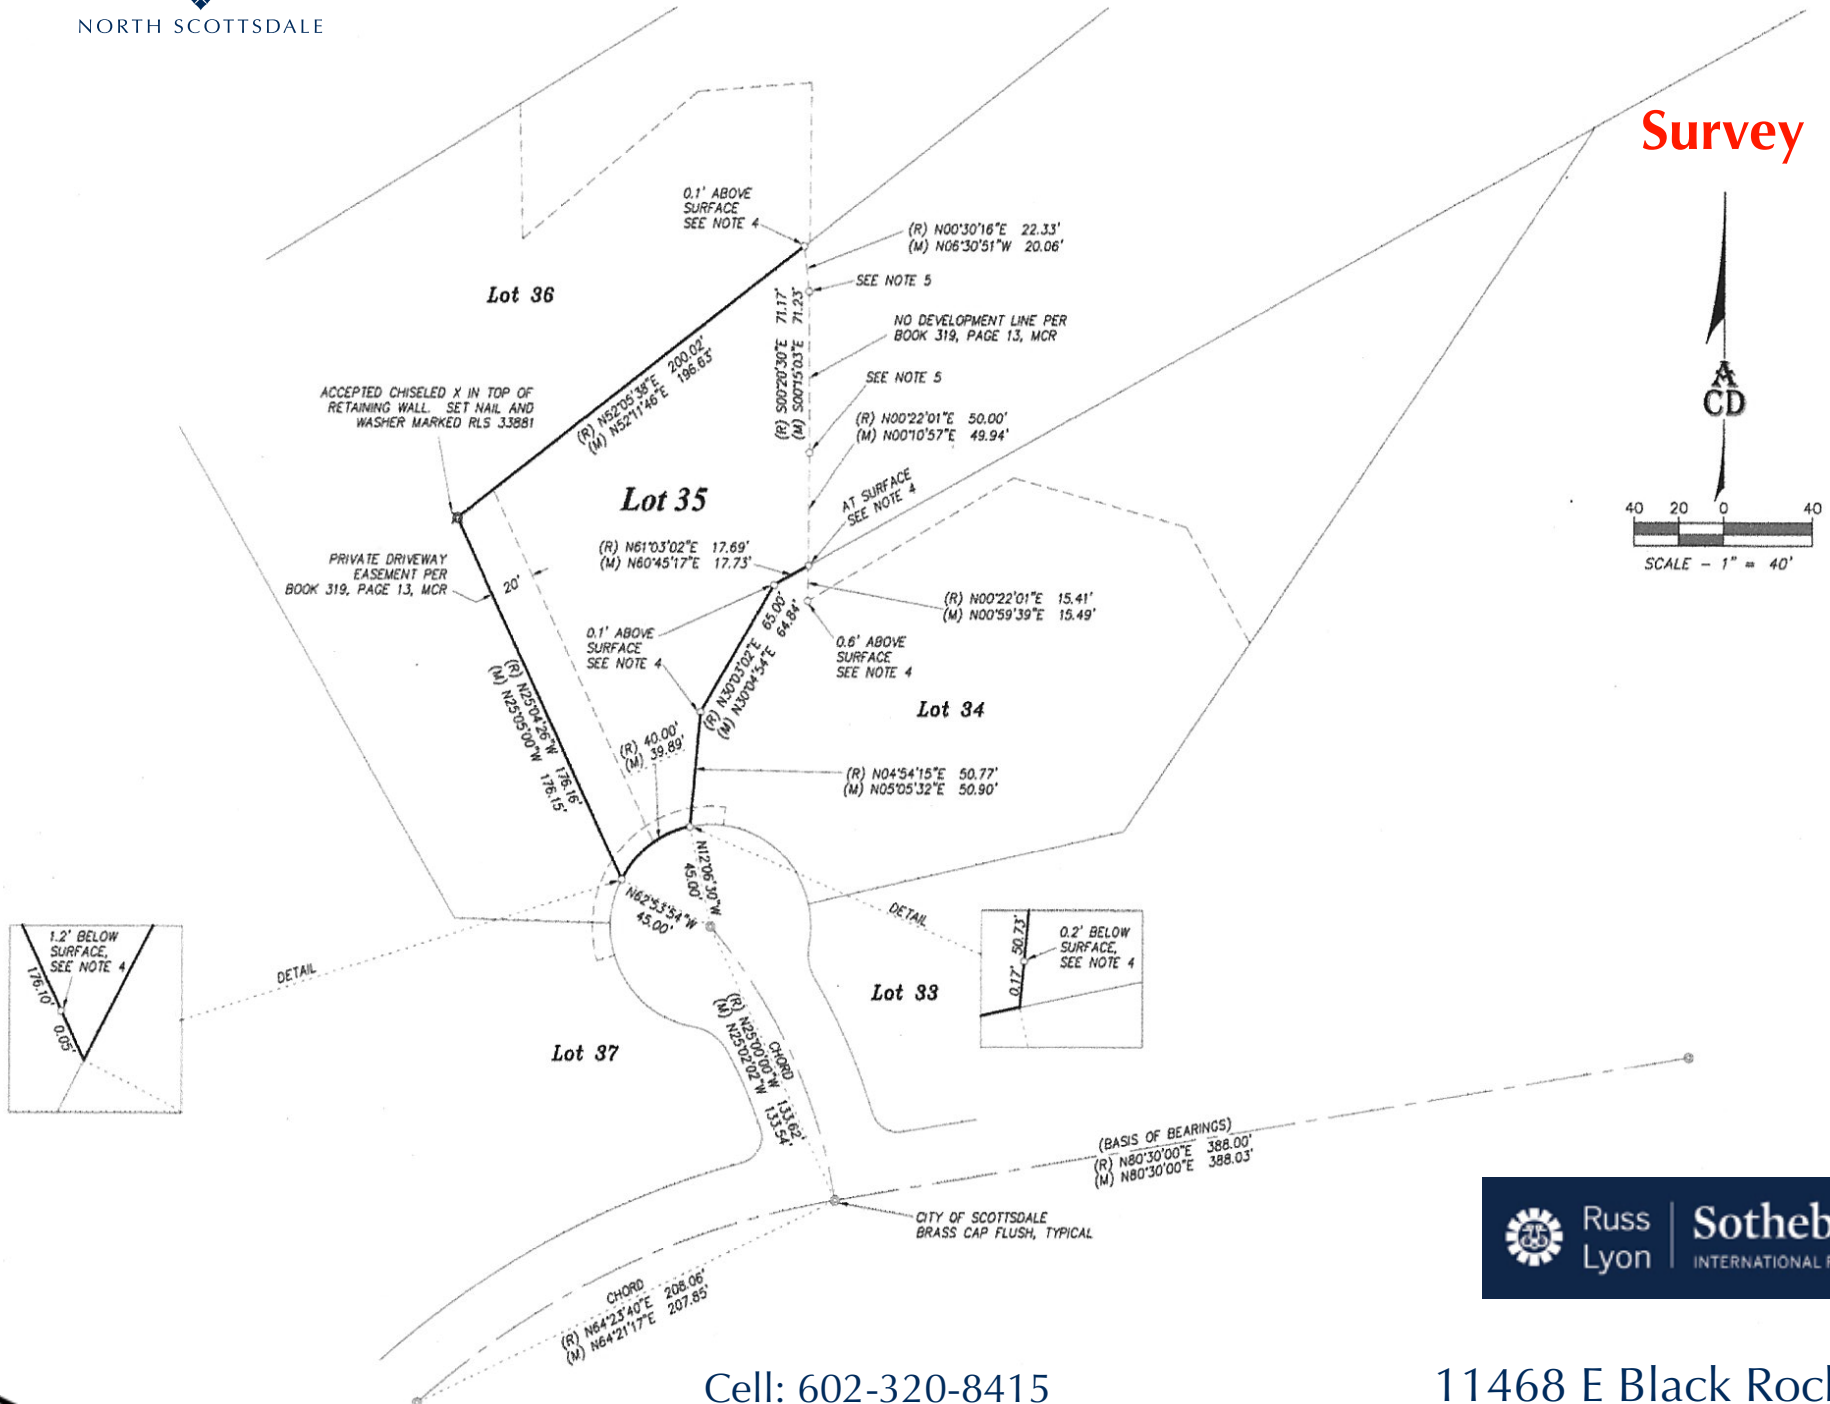 NORTH SCOTTSDALE
Survey
0.1' ABOVE
SURFACE
SEE NOTE 4
(R) N00°30'16"E 22.33'
(M) N06°30'51"W 20.06'
SEE NOTE 5
Lot 36
(R) S00°20'30"E 71.17'
(M) S00°15'03"E 71.23'
NO DEVELOPMENT LINE PER
BOOK 319, PAGE 13, MCR
SEE NOTE 5
(R) N52°05'38"E 200.02'
(M) N52°11'46"E 196.63'
ACCEPTED CHISELED X IN TOP OF
RETAINING WALL. SET NAIL AND
WASHER MARKED RLS 33881
(R) N00°22'01"E 50.00'
(M) N00°10'57"E 49.94'
A
CD
40 20 0 40
SCALE - 1" = 40'
Lot 35
AT SURFACE
SEE NOTE 4
(R) N61°03'02"E 17.69'
(M) N60°45'17"E 17.73'
PRIVATE DRIVEWAY
EASEMENT PER
BOOK 319, PAGE 13, MCR
20'
(R) N00°22'01"E 15.41'
(M) N00°59'39"E 15.49'
0.1' ABOVE
SURFACE
SEE NOTE 4
(R) N30°03'02"E 65.00'
(M) N30°04'54"E 64.84'
0.6' ABOVE
SURFACE
SEE NOTE 4
(R) N25°04'26"W 176.16'
(M) N25°05'00"W 176.15'
Lot 34
(R) 40.00'
(M) 39.89'
(R) N04°54'15"E 50.77'
(M) N05°05'32"E 50.90'
N12°06'30"W
45.00'
N62°53'54"W
45.00'
DETAIL
DETAIL
1.2' BELOW
SURFACE,
SEE NOTE 4
176.10'
0.05'
50.73'
0.17'
0.2' BELOW
SURFACE,
SEE NOTE 4
Lot 33
Lot 37
CHORD
(R) N25°00'00"W 133.62'
(M) N25°02'02"W 133.54'
(BASIS OF BEARINGS)
(R) N80°30'00"E 388.00'
(M) N80°30'00"E 388.03'
CITY OF SCOTTSDALE
BRASS CAP FLUSH, TYPICAL
CHORD
(R) N64°23'40"E 208.06'
(M) N64°21'17"E 207.85'
Russ
Lyon
Sotheb
INTERNATIONAL
Cell: 602-320-8415
11468 E Black Roc